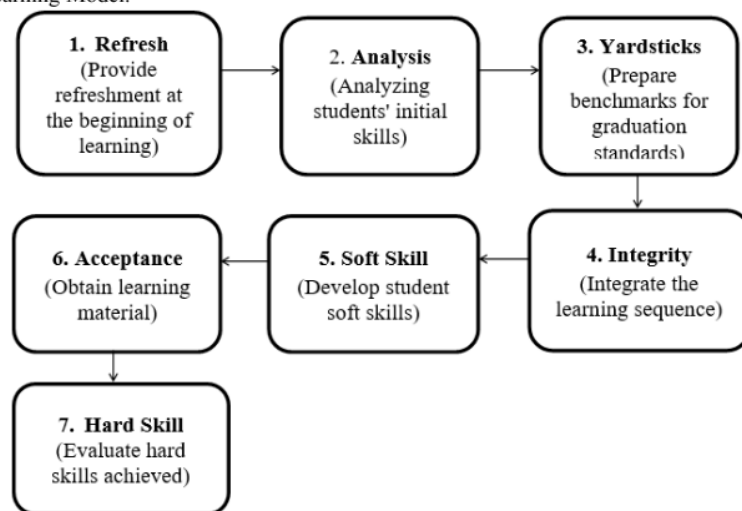 1. Refresh
(Provide
refreshment at
the beginning of
learning)
2. Analysis
(Analyzing
students' initial
skills)
3. Yardsticks
(Prepare
benchmarks for
graduation
standards)
4. Integrity
(Integrate the
learning sequence)
5. Soft Skill
(Develop student
soft skills)
6. Acceptance
(Obtain learning
material)
7. Hard Skill
(Evaluate hard
skills achieved)